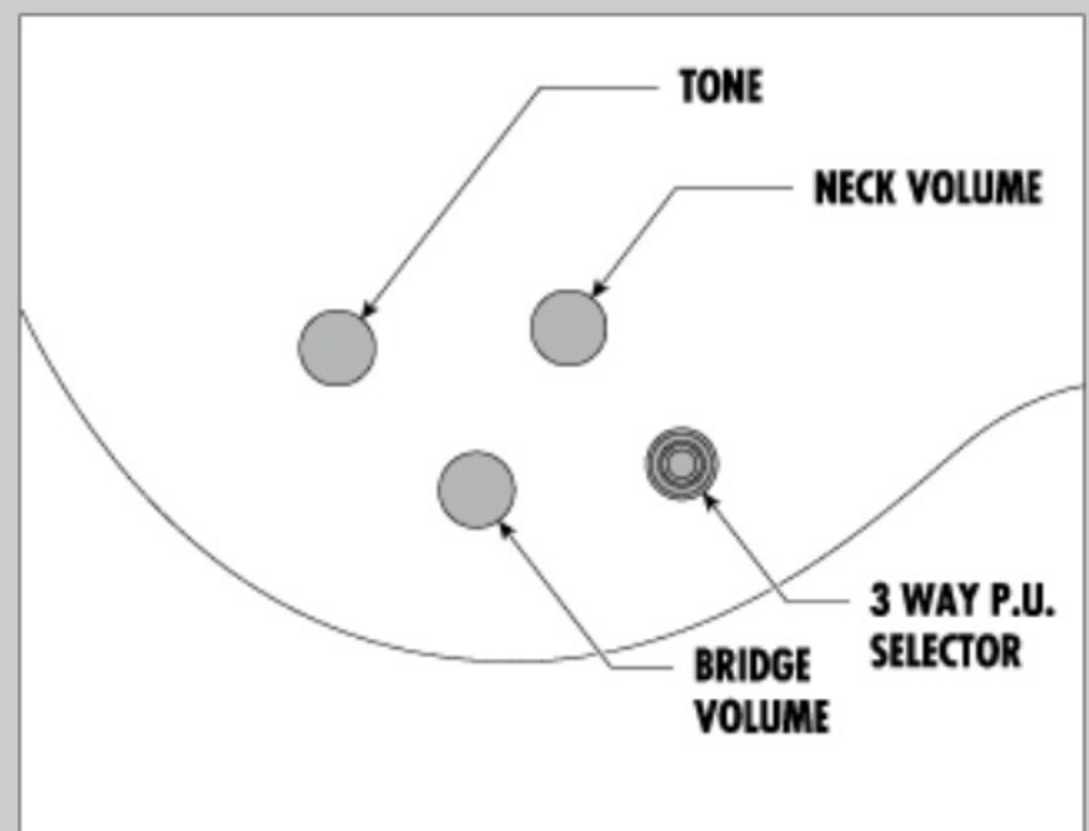 TONE
NECK VOLUME
3 WAY P.U.
SELECTOR
BRIDGE
VOLUME